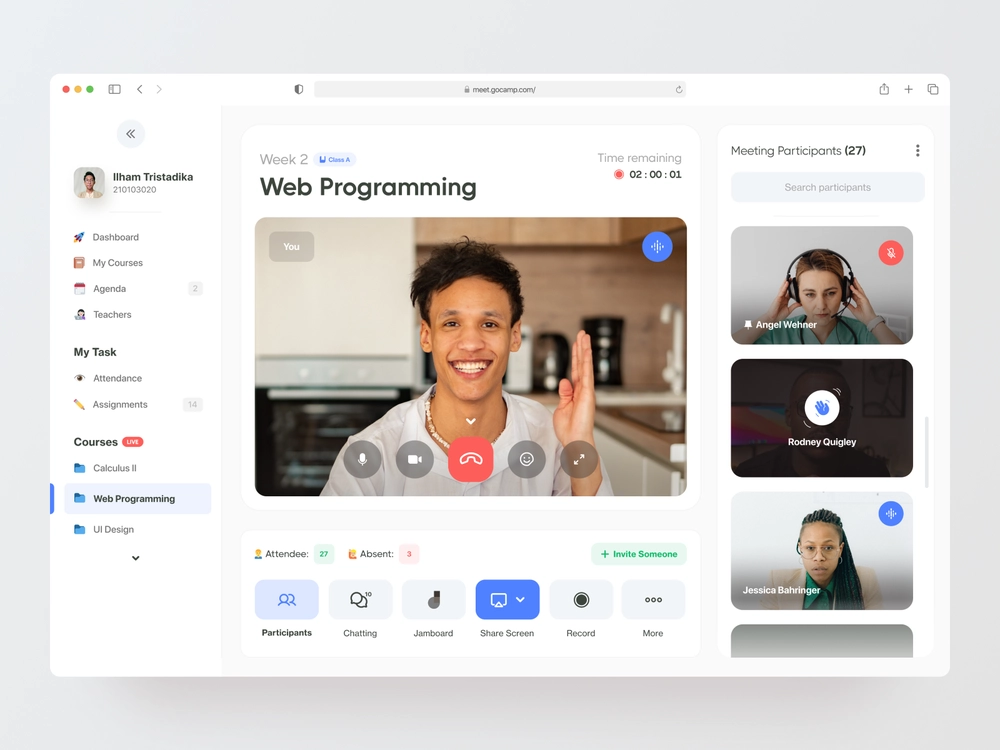 meet.gocamp.com/
Ilham Tristadika
210103020
Dashboard
My Courses
Agenda
2
Teachers
My Task
Attendance
Assignments
14
Courses
LIVE
Calculus II
Web Programming
UI Design
Week 2
Class A
Web Programming
Time remaining
02 : 00 : 01
You
Attendee:
27
Absent:
3
+ Invite Someone
Participants
10
Chatting
Jamboard
Share Screen
Record
More
Meeting Participants (27)
Search participants
Angel Wehner
Rodney Quigley
Jessica Bahringer